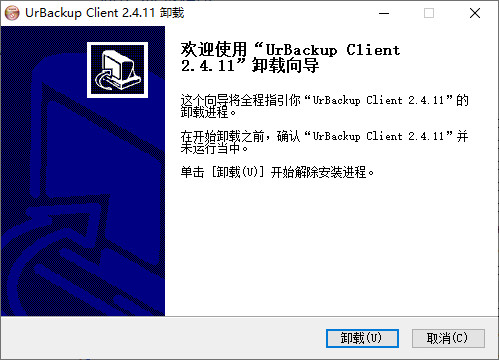 UrBackup Client 2.4.11 卸载
欢迎使用“UrBackup Client
2.4.11”卸载向导
这个向导将全程指引你“UrBackup Client 2.4.11”的
卸载进程。
在开始卸载之前，确认“UrBackup Client 2.4.11”并
未运行当中。
单击 [卸载(U)] 开始解除安装进程。
卸载(U)
取消(C)